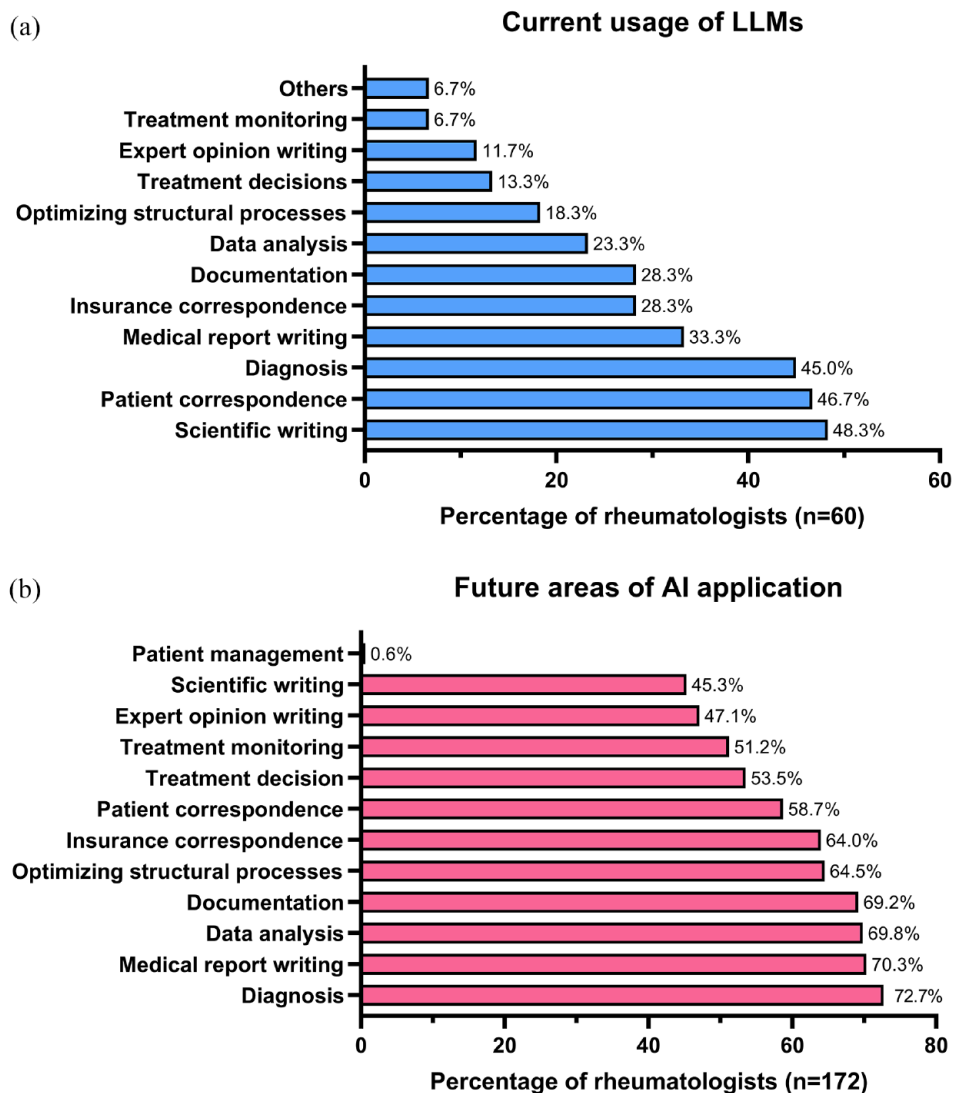 (a)
Current usage of LLMs
Others 6.7%
Treatment monitoring 6.7%
Expert opinion writing 11.7%
Treatment decisions 13.3%
Optimizing structural processes 18.3%
Data analysis 23.3%
Documentation 28.3%
Insurance correspondence 28.3%
Medical report writing 33.3%
Diagnosis 45.0%
Patient correspondence 46.7%
Scientific writing 48.3%
0 20 40 60
Percentage of rheumatologists (n=60)
(b)
Future areas of AI application
Patient management 0.6%
Scientific writing 45.3%
Expert opinion writing 47.1%
Treatment monitoring 51.2%
Treatment decision 53.5%
Patient correspondence 58.7%
Insurance correspondence 64.0%
Optimizing structural processes 64.5%
Documentation 69.2%
Data analysis 69.8%
Medical report writing 70.3%
Diagnosis 72.7%
0 20 40 60 80
Percentage of rheumatologists (n=172)